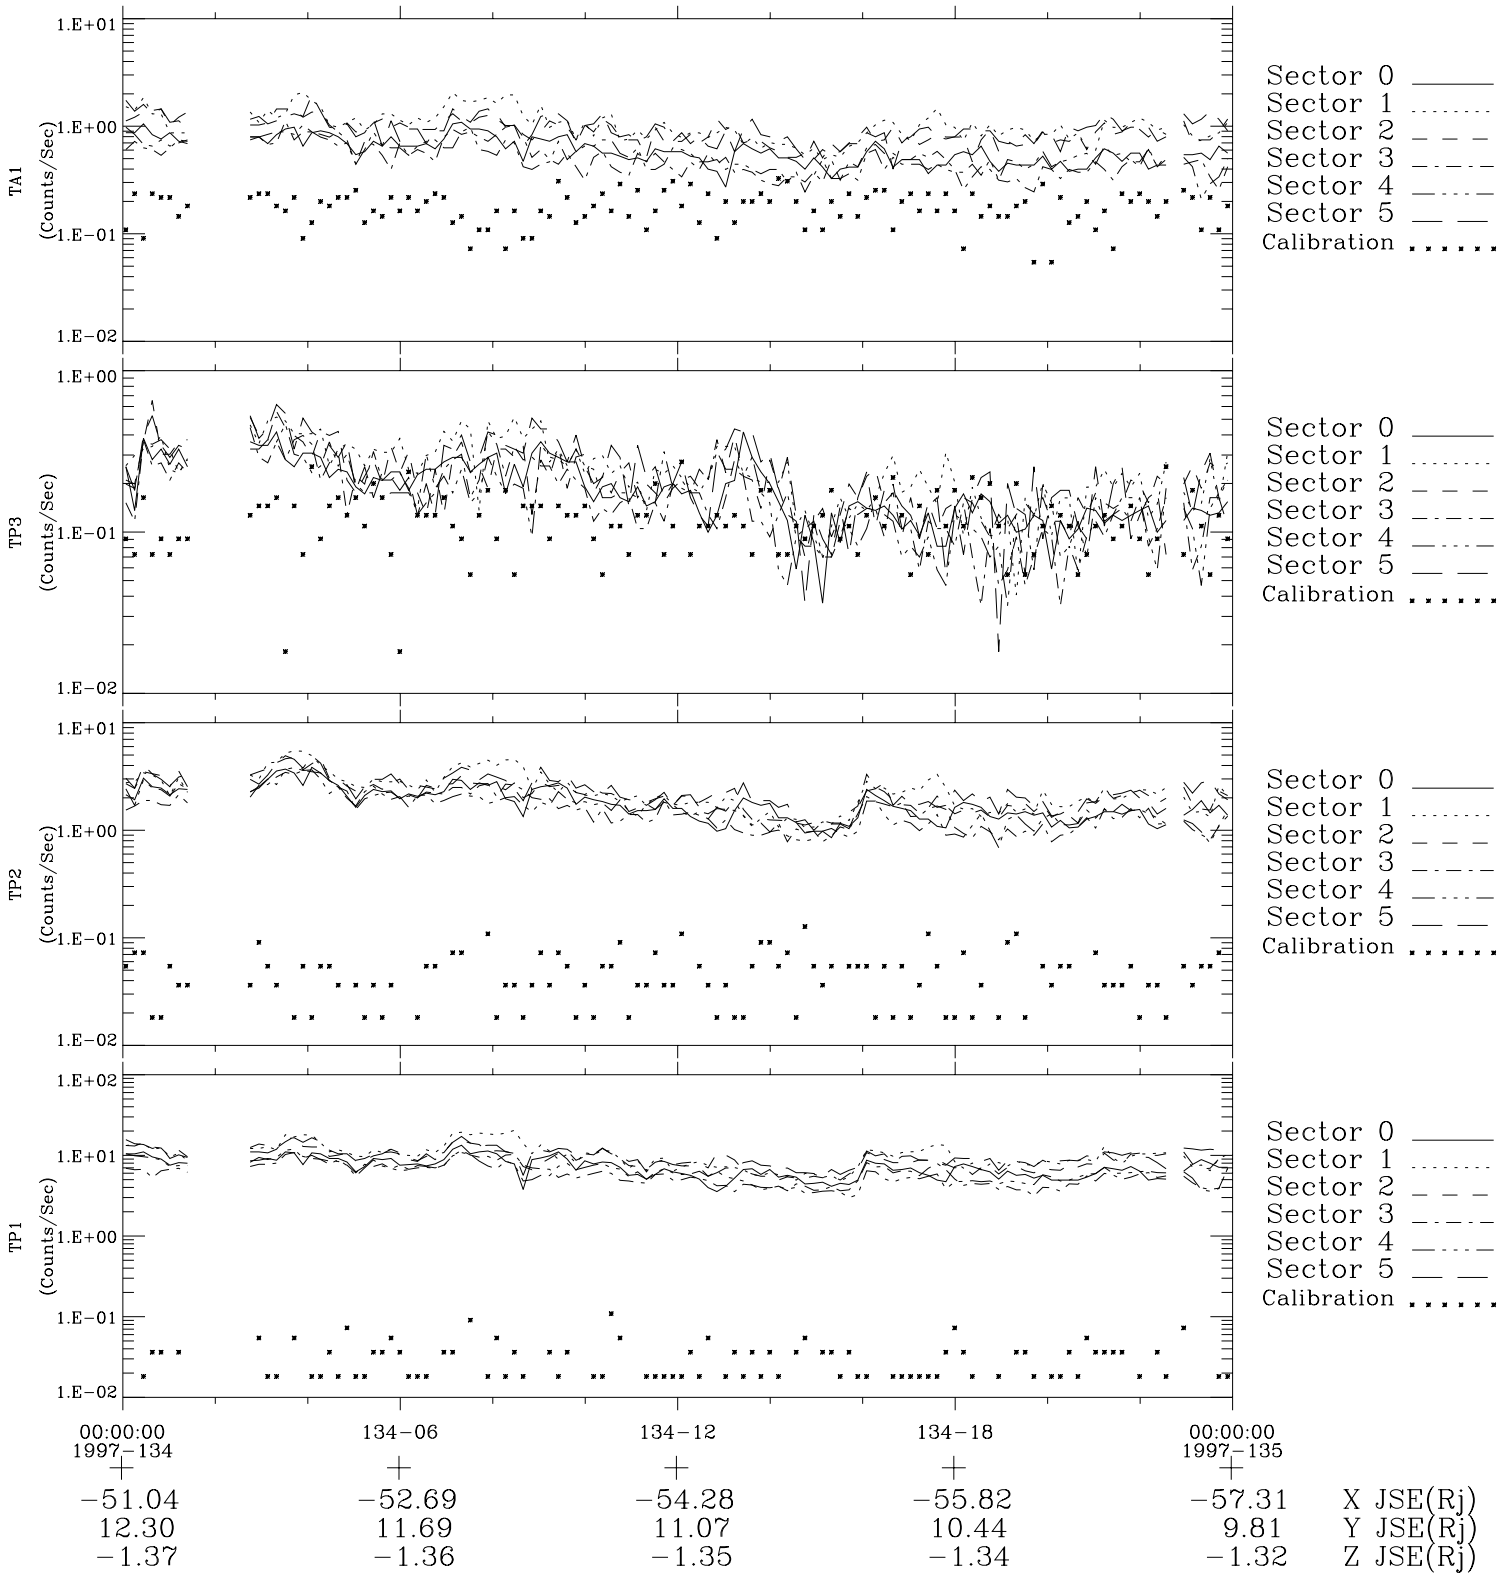 1.E+01
1.E+00
1.E-01
1.E-02
TA1
(Counts/Sec)
Sector 0
Sector 1
Sector 2
Sector 3
Sector 4
Sector 5
Calibration
1.E+00
1.E-01
1.E-02
TP3
(Counts/Sec)
Sector 0
Sector 1
Sector 2
Sector 3
Sector 4
Sector 5
Calibration
1.E+01
1.E+00
1.E-01
1.E-02
TP2
(Counts/Sec)
Sector 0
Sector 1
Sector 2
Sector 3
Sector 4
Sector 5
Calibration
1.E+02
1.E+01
1.E+00
1.E-01
1.E-02
TP1
(Counts/Sec)
Sector 0
Sector 1
Sector 2
Sector 3
Sector 4
Sector 5
Calibration
00:00:00 134-06 134-12 134-18 00:00:00
1997-134 1997-135
-51.04 -52.69 -54.28 -55.82 -57.31 X JSE(Rj)
12.30 11.69 11.07 10.44 9.81 Y JSE(Rj)
-1.37 -1.36 -1.35 -1.34 -1.32 Z JSE(Rj)